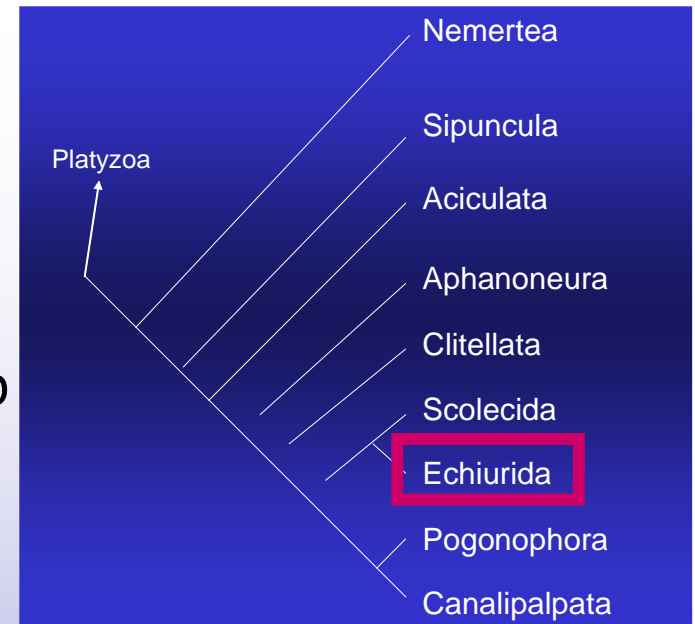 Nemertea
Sipuncula
Platyzoa
Aciculata
Aphanoneura
Clitellata
Scolecida
Echiurida
Pogonophora
Canalipalpata